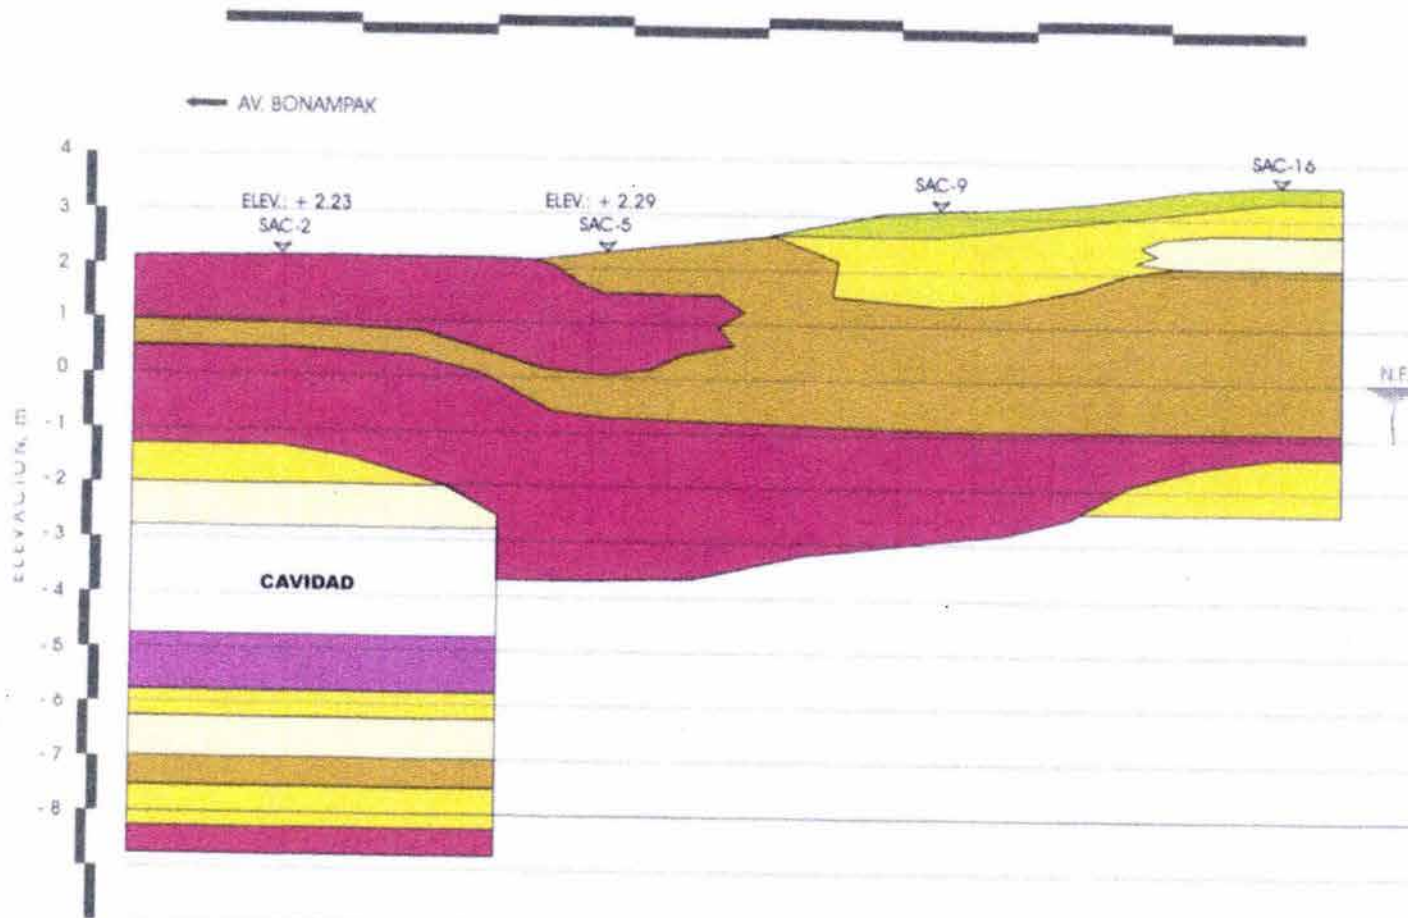 AV. BONAMPAK
SAC-16
SAC-9
ELEV.: + 2.23
SAC-2
ELEV.: + 2.29
SAC-5
4
3
2
1
0
- 1
- 2
- 3
- 4
- 5
- 6
- 7
- 8
ELEVACION, m
N.F.
CAVIDAD